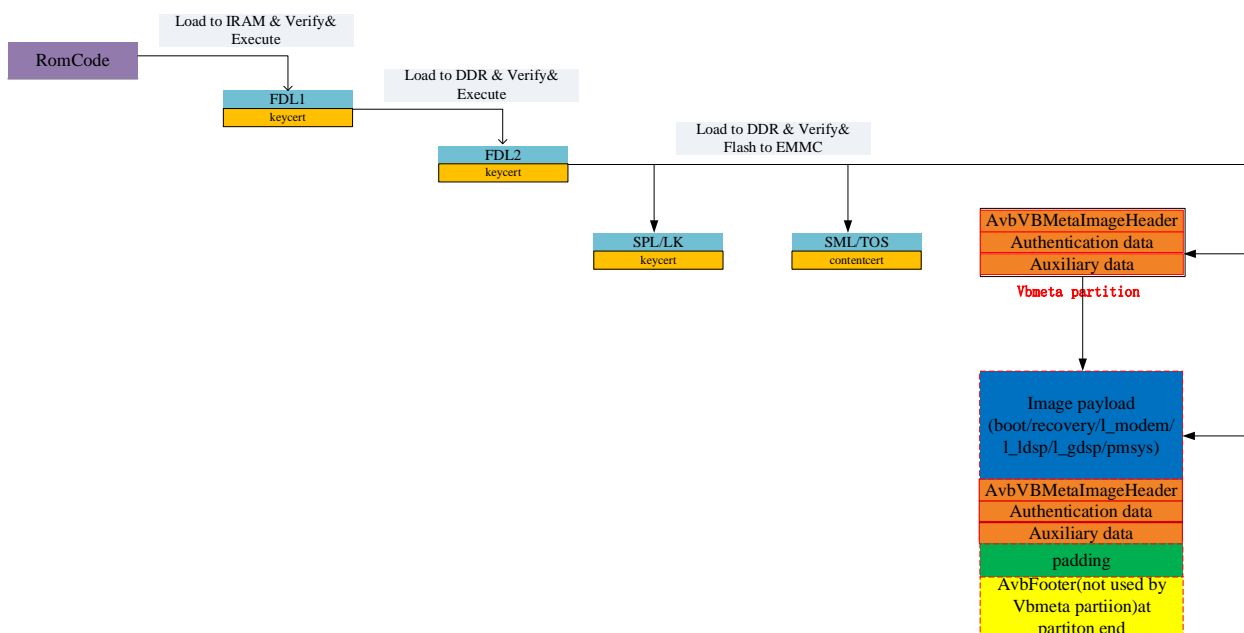 Load to IRAM & Verify&
Execute
RomCode
Load to DDR & Verify&
Execute
FDL1
keycert
Load to DDR & Verify&
Flash to EMMC
FDL2
keycert
SPL/LK
keycert
SML/TOS
contentcert
AvbVBMetaImageHeader
Authentication data
Auxiliary data
Vbmeta partition
Image payload
(boot/recovery/l_modem/
l_ldsp/l_gdsp/pmsys)
AvbVBMetaImageHeader
Authentication data
Auxiliary data
padding
AvbFooter(not used by
Vbmeta partiion)at
partiton end